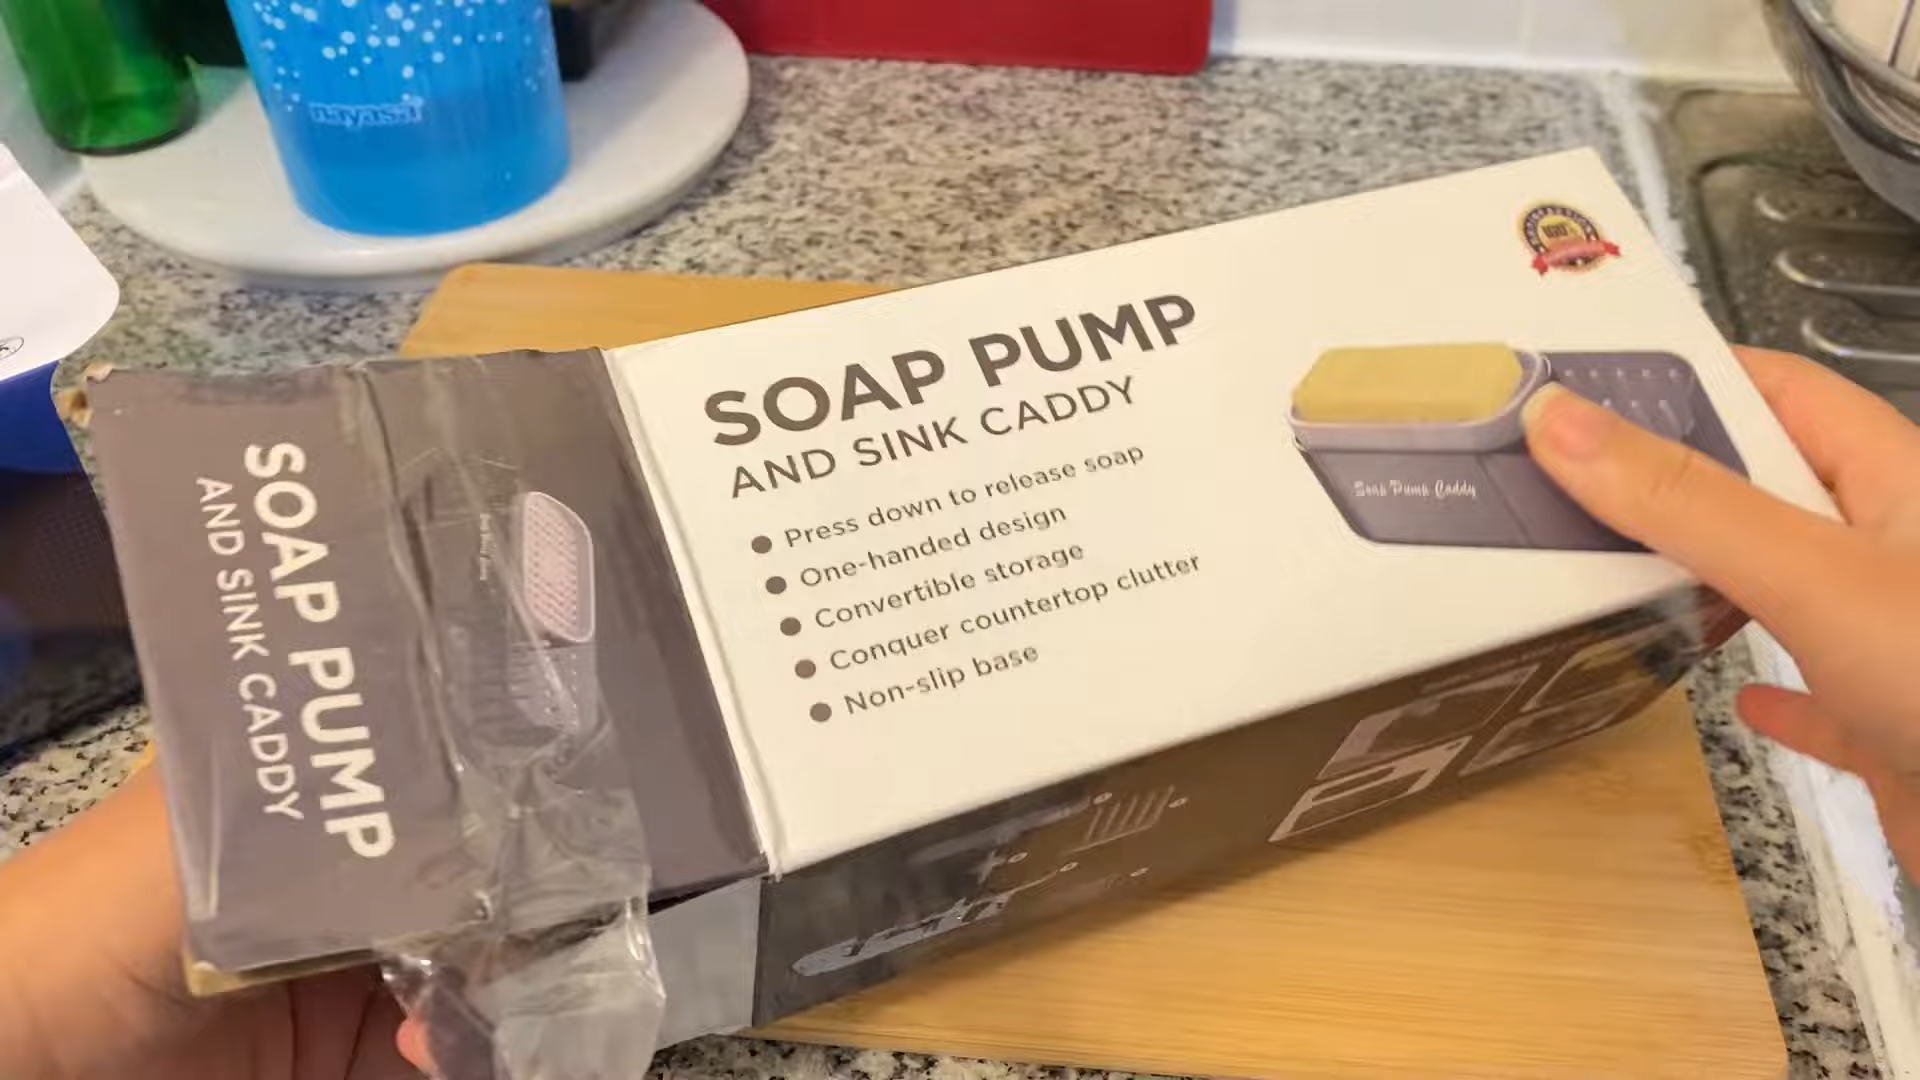 nayasa
SOAP PUMP
AND SINK CADDY
Press down to release soap
One-handed design
Convertible storage
Conquer countertop clutter
Non-slip base
100%
Soap Pump Caddy
SOAP PUMP
AND SINK CADDY